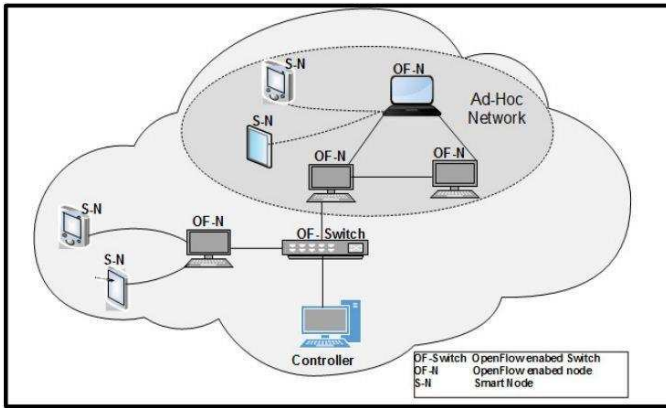 S-N
OF-N
Ad-Hoc
Network
S-N
OF-N
OF-N
S-N
OF-N
S-N
OF- Switch
Controller
OF-Switch OpenFlow enabed Switch
OF-N OpenFlow enabed node
S-N Smart Node